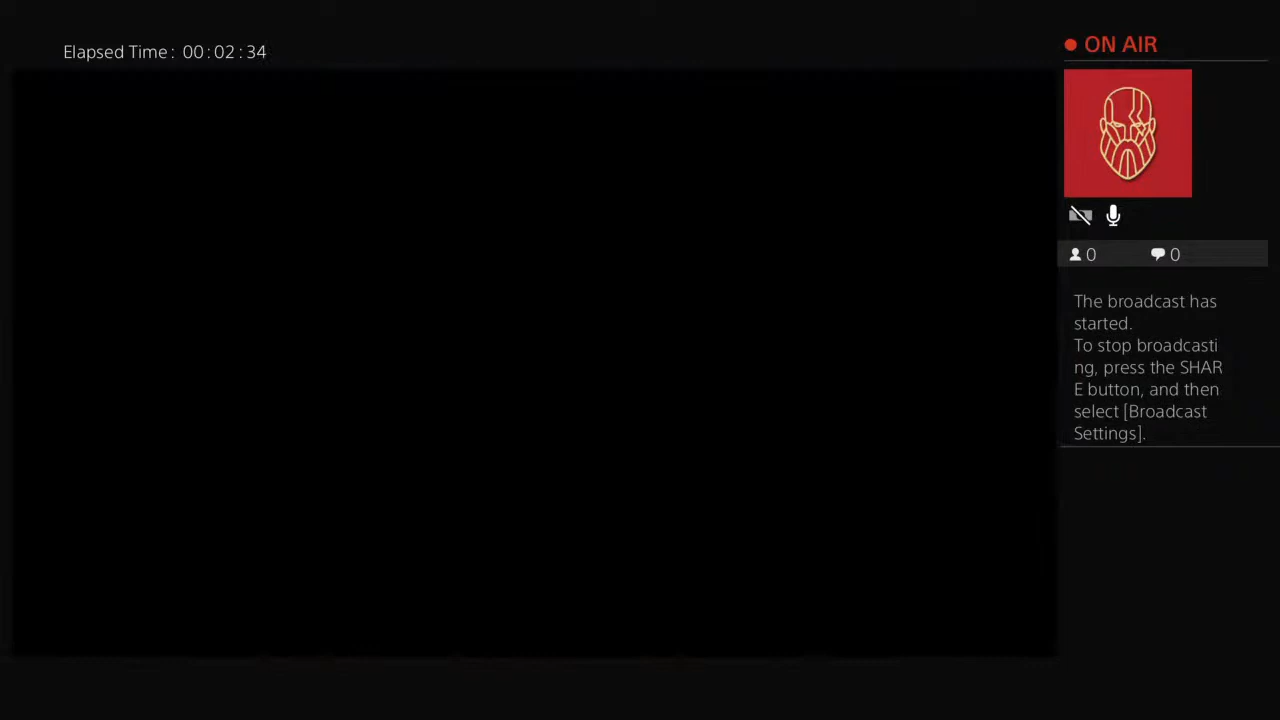 Elapsed Time: 00:02:34
ON AIR
0
0
The broadcast has
started.
To stop broadcasti
ng, press the SHAR
E button, and then
select [Broadcast
Settings].